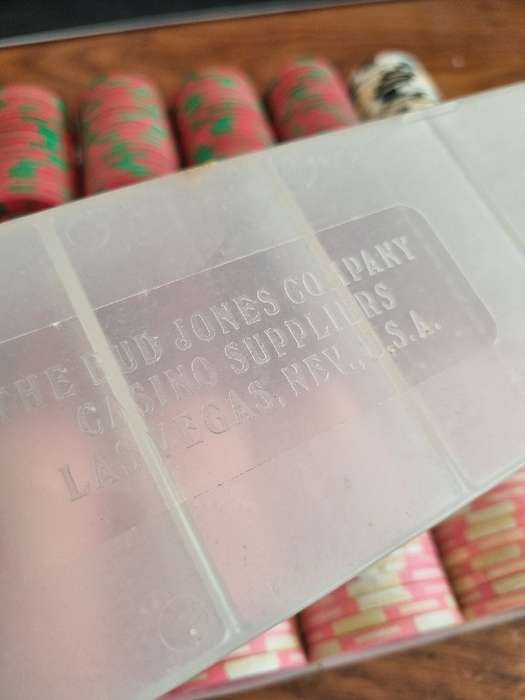 THE BUD JONES COMPANY
CASINO SUPPLIERS
LAS VEGAS, NEV., U.S.A.